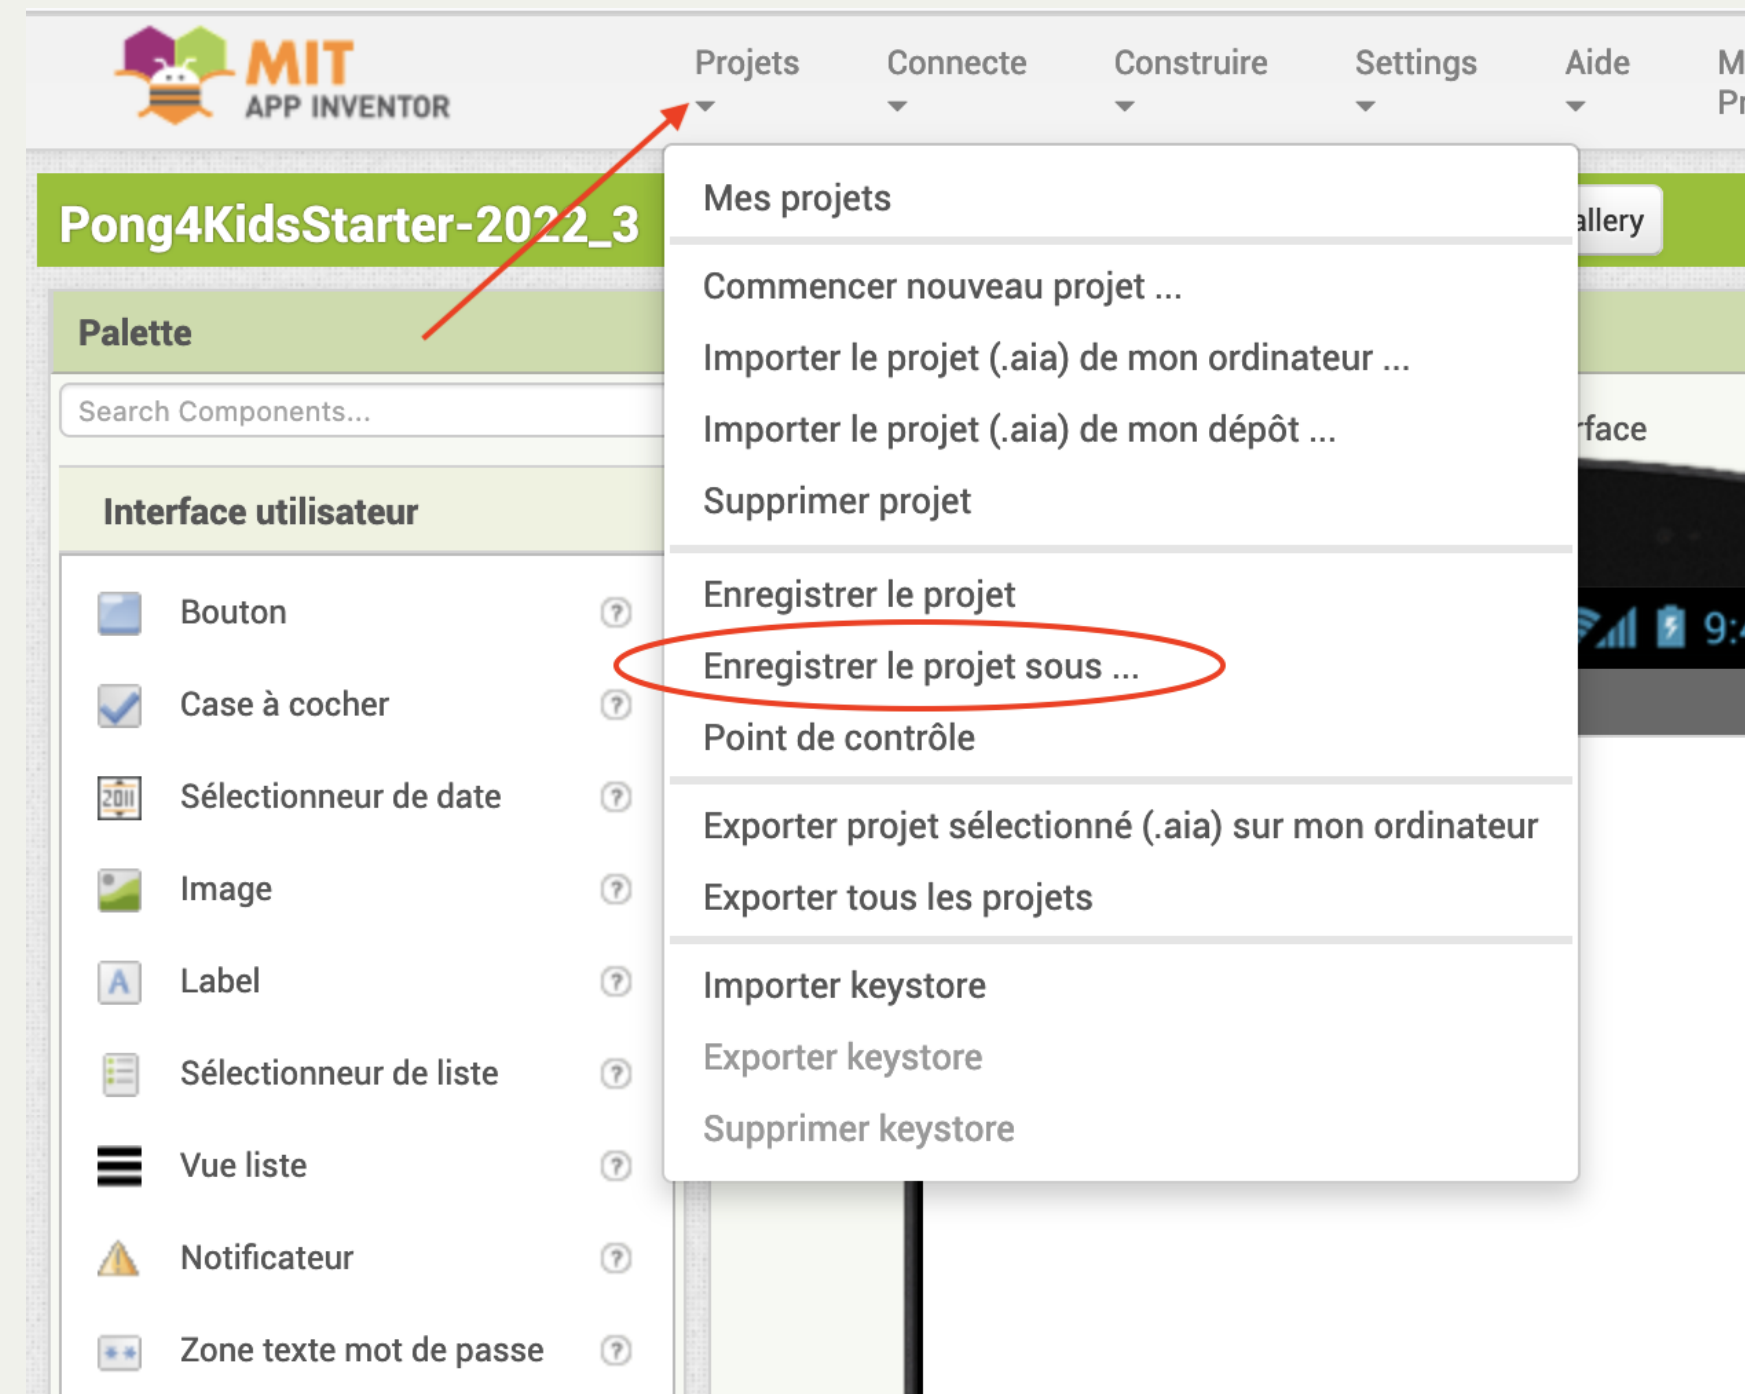 MIT
APP INVENTOR
Projets
Connecte
Construire
Settings
Aide
Pong4KidsStarter-2022_3
Palette
Search Components...
Interface utilisateur
Bouton
Case à cocher
2011
Sélectionneur de date
Image
A
Label
Sélectionneur de liste
Vue liste
Notificateur
Zone texte mot de passe
Mes projets
Commencer nouveau projet ...
Importer le projet (.aia) de mon ordinateur ...
Importer le projet (.aia) de mon dépôt ...
Supprimer projet
Enregistrer le projet
Enregistrer le projet sous ...
Point de contrôle
Exporter projet sélectionné (.aia) sur mon ordinateur
Exporter tous les projets
Importer keystore
Exporter keystore
Supprimer keystore
allery
rface